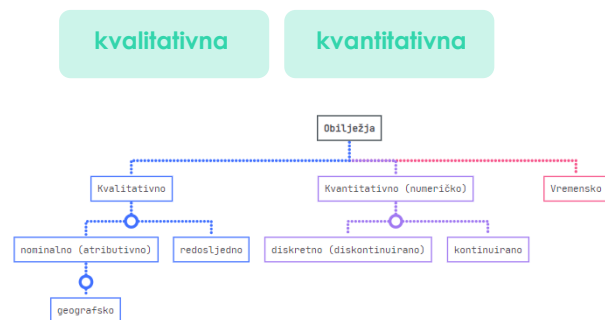 kvalitativna
kvantitativna
Obilježja
Kvalitativno
Kvantitativno (numeričko)
Vremensko
nominalno (atributivno)
redosljedno
diskretno (diskontinuirano)
kontinuirano
geografsko